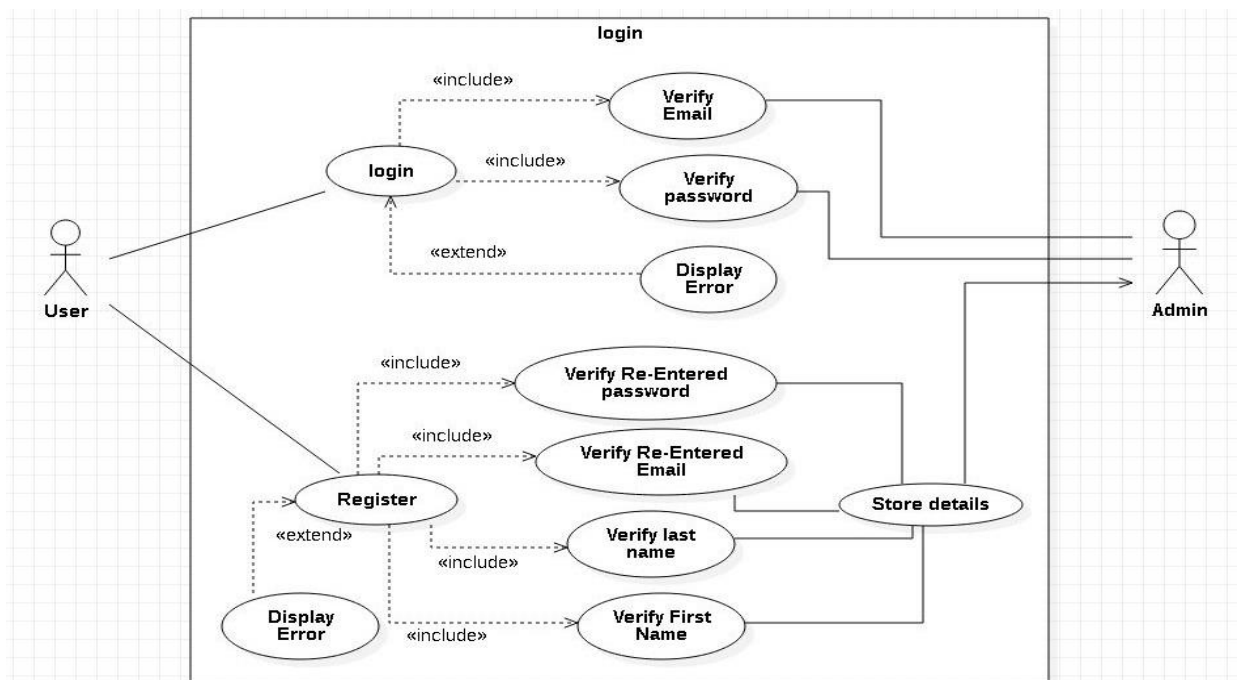 login
«include»
Verify
Email
login
«include»
Verify
password
«extend»
Display
Error
User
Admin
«include»
Verify Re-Entered
password
«include»
Verify Re-Entered
Email
Register
Store details
«extend»
Verify last
name
«include»
Display
Error
Verify First
Name
«include»